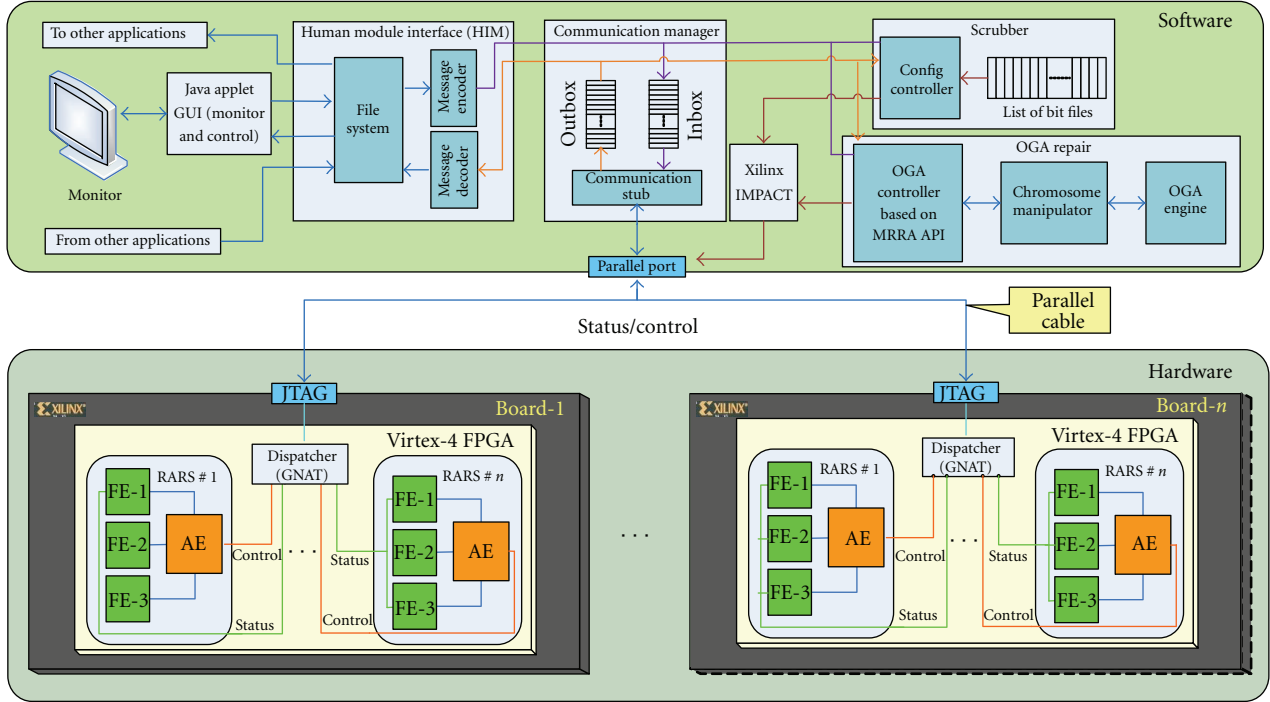 Software
To other applications
Human module interface (HIM)
Communication manager
Scrubber
Java applet
GUI (monitor
and control)
File
system
Message
encoder
Message
decoder
Outbox
Inbox
Communication
stub
Config
controller
List of bit files
Monitor
From other applications
Xilinx
IMPACT
OGA repair
OGA
controller
based on
MRRA API
Chromosome
manipulator
OGA
engine
Parallel port
Status/control
Parallel
cable
Hardware
JTAG
XILINX
Board-1
Virtex-4 FPGA
Dispatcher
(GNAT)
RARS # 1
FE-1
FE-2
FE-3
AE
Control
Status
. . .
Status
Control
RARS # n
FE-1
FE-2
FE-3
AE
. . .
JTAG
XILINX
Board-n
Virtex-4 FPGA
Dispatcher
(GNAT)
RARS # 1
FE-1
FE-2
FE-3
AE
Control
Status
. . .
Status
Control
RARS # n
FE-1
FE-2
FE-3
AE